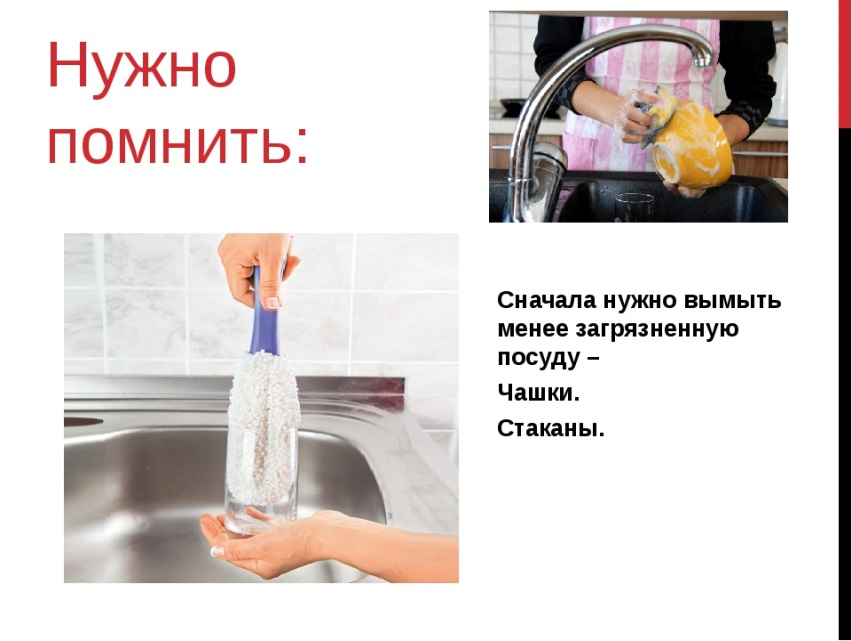 Нужно
помнить:
Сначала нужно вымыть
менее загрязненную
посуду –
Чашки.
Стаканы.